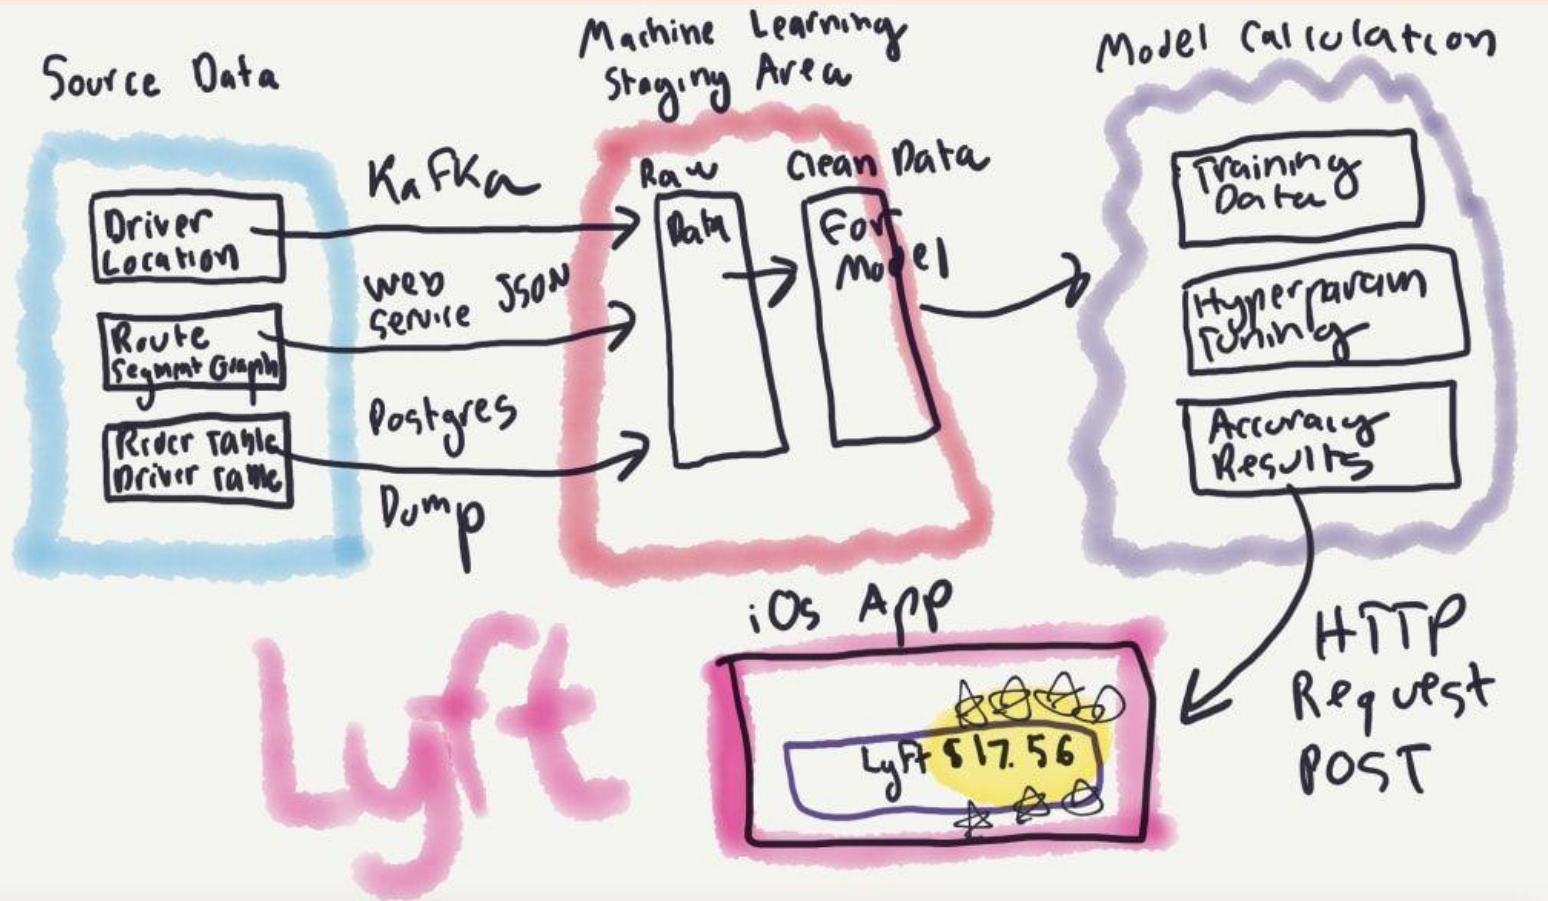 Source Data
Driver
Location
Route
Segmnt Graph
Rider Table
Driver Table
Kafka
Web
Service JSON
Postgres
Dump
Machine Learning
Staging Area
Raw
Data
Clean Data
For
Model
Model Calculation
Training
Data
Hyperparam
Tuning
Accuracy
Results
HTTP
Request
POST
iOs App
Lyft $17.56
Lyft